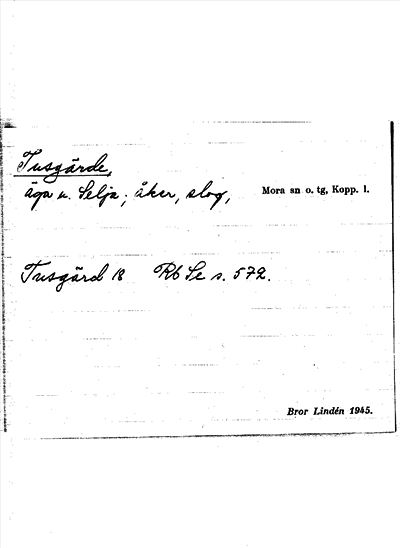 Tusgärde,
äga u. Selja; åker, slog, Mora sn o. tg, Kopp. l.
Tusgärd 18 Rb Se s. 572.
Bror Lindén 1945.